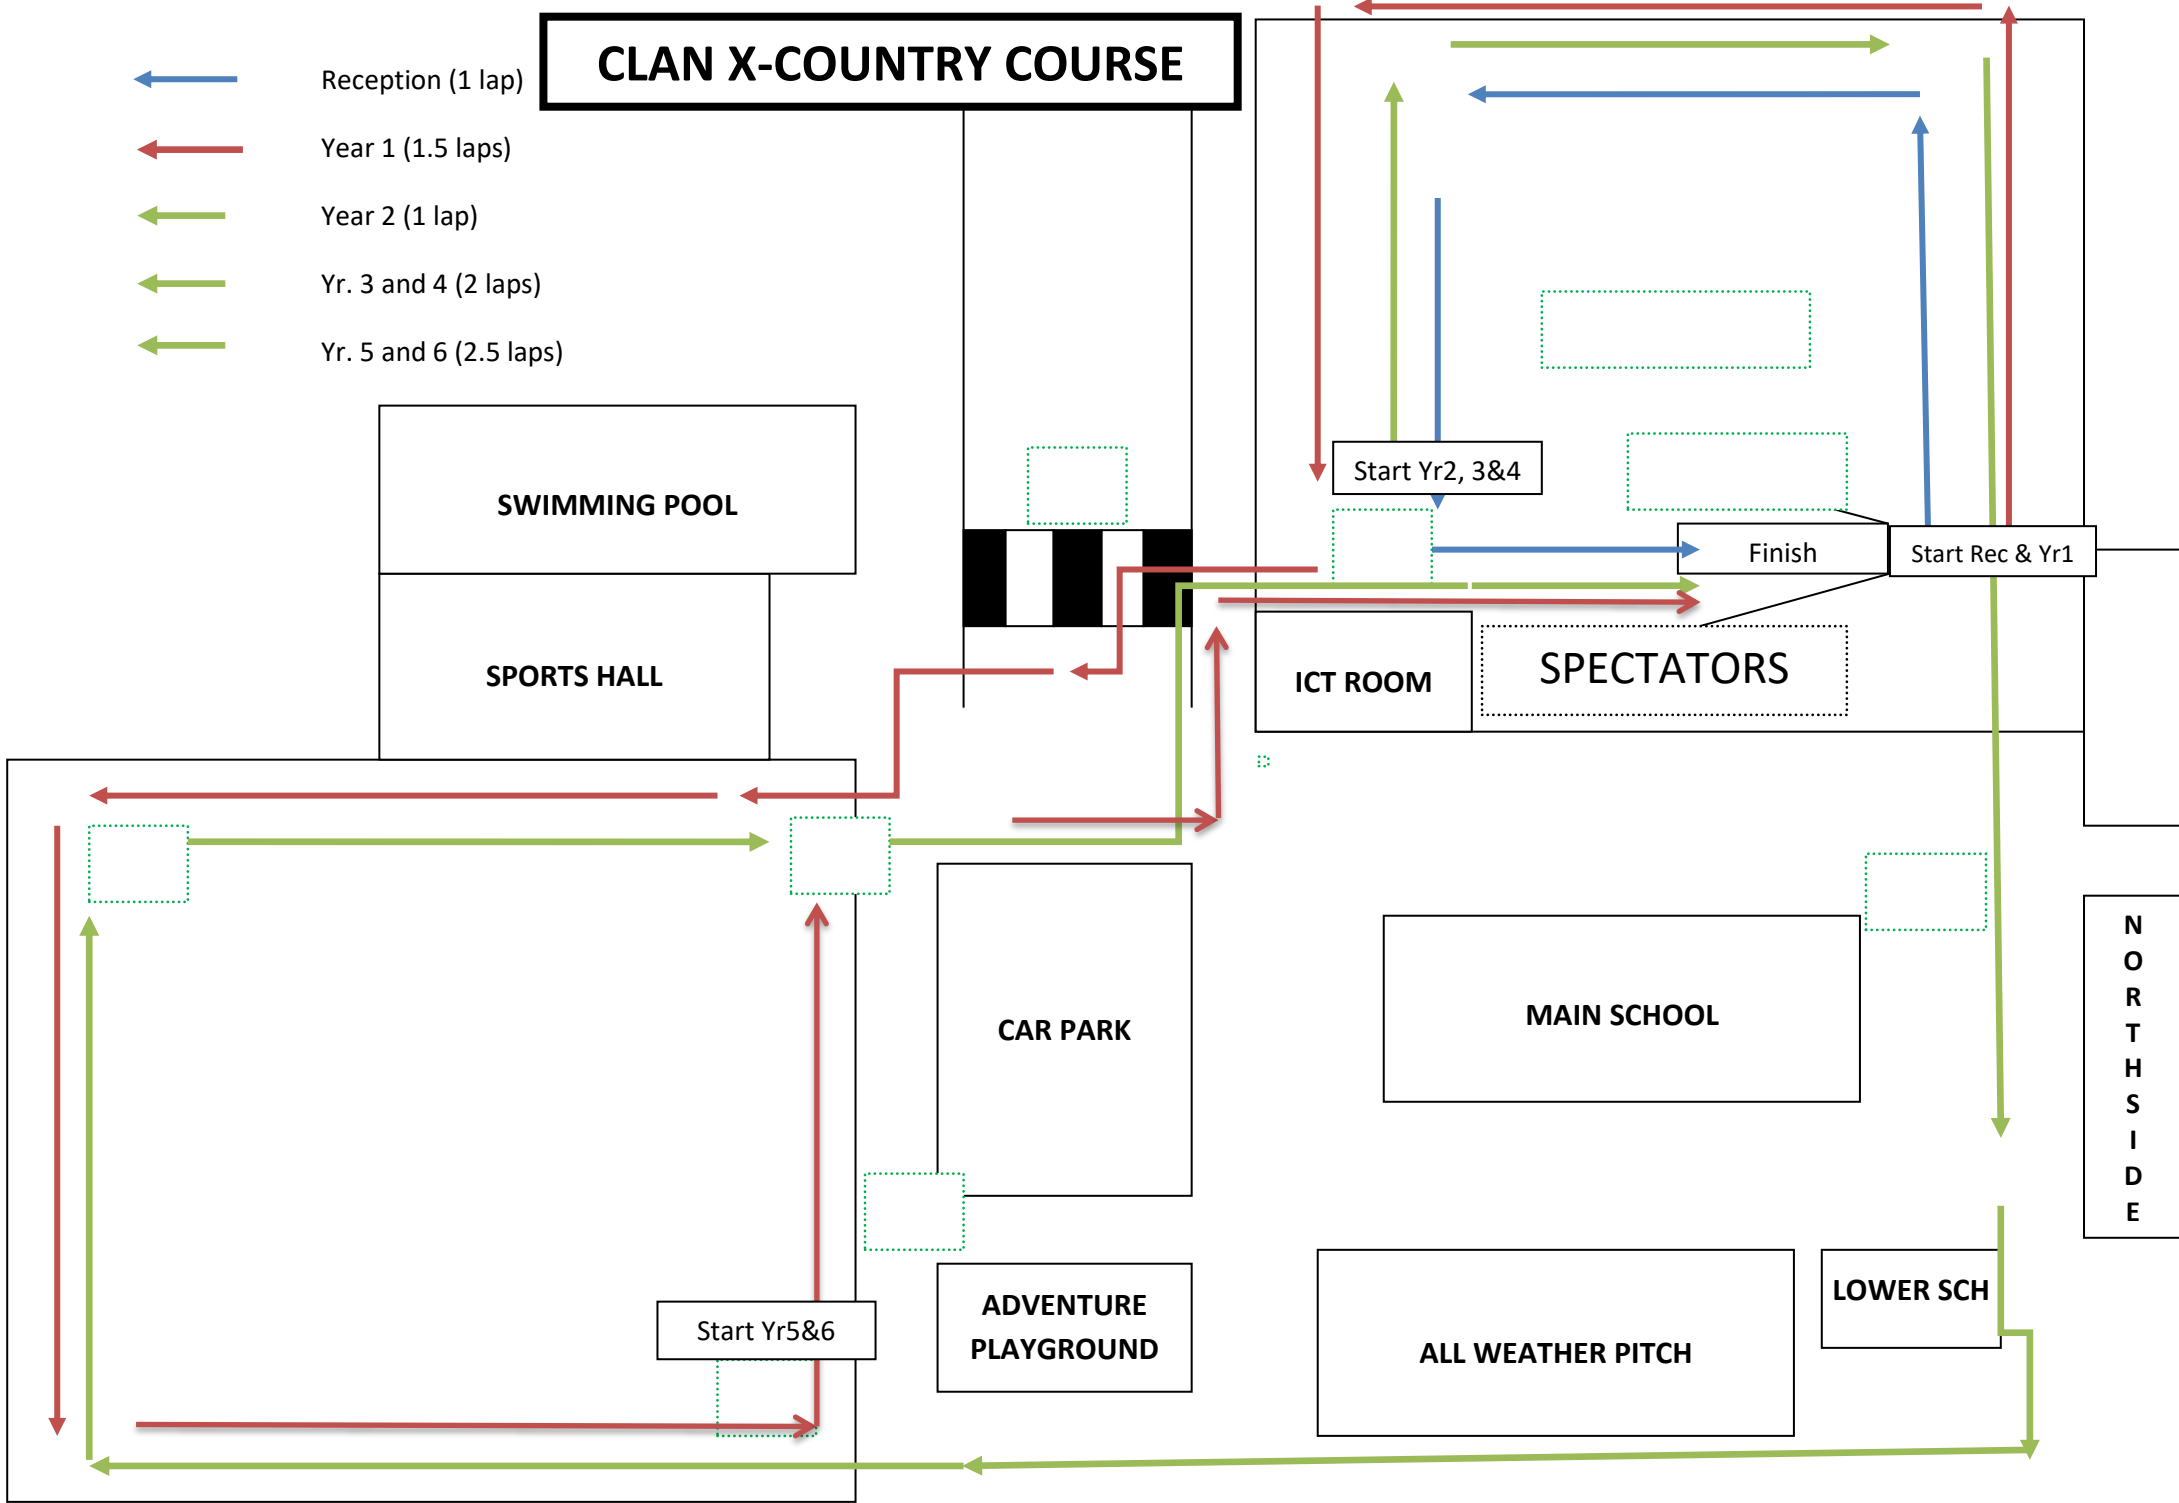 CLAN X-COUNTRY COURSE
Reception (1 lap)
Year 1 (1.5 laps)
Year 2 (1 lap)
Yr. 3 and 4 (2 laps)
Yr. 5 and 6 (2.5 laps)
Start Yr2, 3&4
SWIMMING POOL
Finish
Start Rec & Yr1
SPORTS HALL
ICT ROOM
SPECTATORS
CAR PARK
MAIN SCHOOL
N
O
R
T
H
S
I
D
E
LOWER SCH
ADVENTURE
PLAYGROUND
Start Yr5&6
ALL WEATHER PITCH